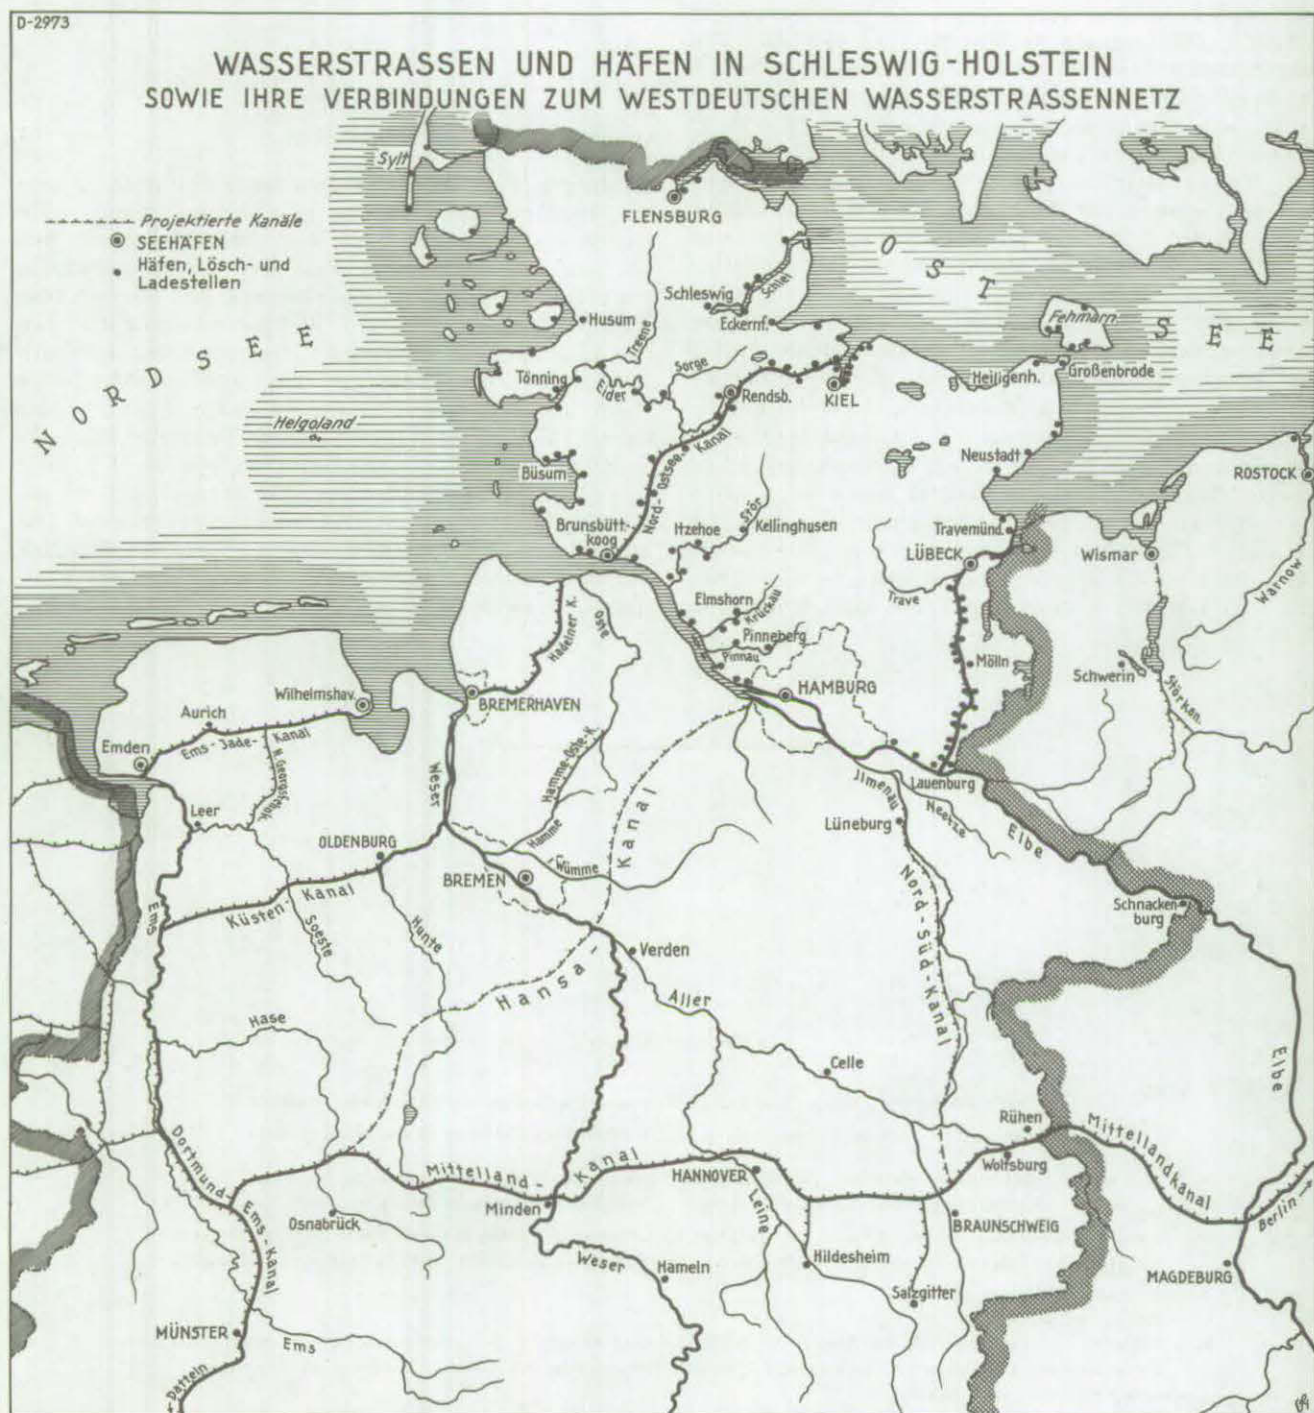 D-2973
WASSERSTRASSEN UND HÄFEN IN SCHLESWIG-HOLSTEIN
SOWIE IHRE VERBINDUNGEN ZUM WESTDEUTSCHEN WASSERSTRASSENNETZ
Sylt
Projektierte Kanäle
SEEHÄFEN
Häfen, Lösch- und
Ladestellen
FLENSBURG
NORDSEE
OSTSEE
Schleswig
Schlei
Eckernf.
Husum
Treene
Fehmarn
Tönning
Eider
Sorge
Rendsb.
KIEL
Heiligenh.
Großenbrode
Helgoland
Büsum
Nord-Ostsee-Kanal
Neustadt
ROSTOCK
Brunsbütt.-
koog
Itzehoe
Stör
Kellinghusen
Travemünd.
LÜBECK
Wismar
Trave
Warnow
Elmshorn
Krückau
Pinneberg
Pinnau
Hadelner K.
Oste
Mölln
Schwerin
Störkan.
HAMBURG
Wilhelmshav.
BREMERHAVEN
Aurich
Emden
Ems-Jade-Kanal
Leer
Weser
Hamme-Oste-K.
Hamme
Wümme
Lauenburg
Jlmenau
Neetze
Lüneburg
Elbe
OLDENBURG
BREMEN
Küsten-Kanal
Ems
Soeste
Hunte
Hansa-Kanal
Verden
Aller
Nord-Süd-Kanal
Schnacken-
burg
Hase
Celle
Elbe
Rühen
Mittellandkanal
Wolfsburg
Dortmund-Ems-Kanal
Mittelland-Kanal
HANNOVER
Minden
Leine
BRAUNSCHWEIG
Osnabrück
Berlin
Weser
Hameln
Hildesheim
Salzgitter
MAGDEBURG
MÜNSTER
Ems
Datteln